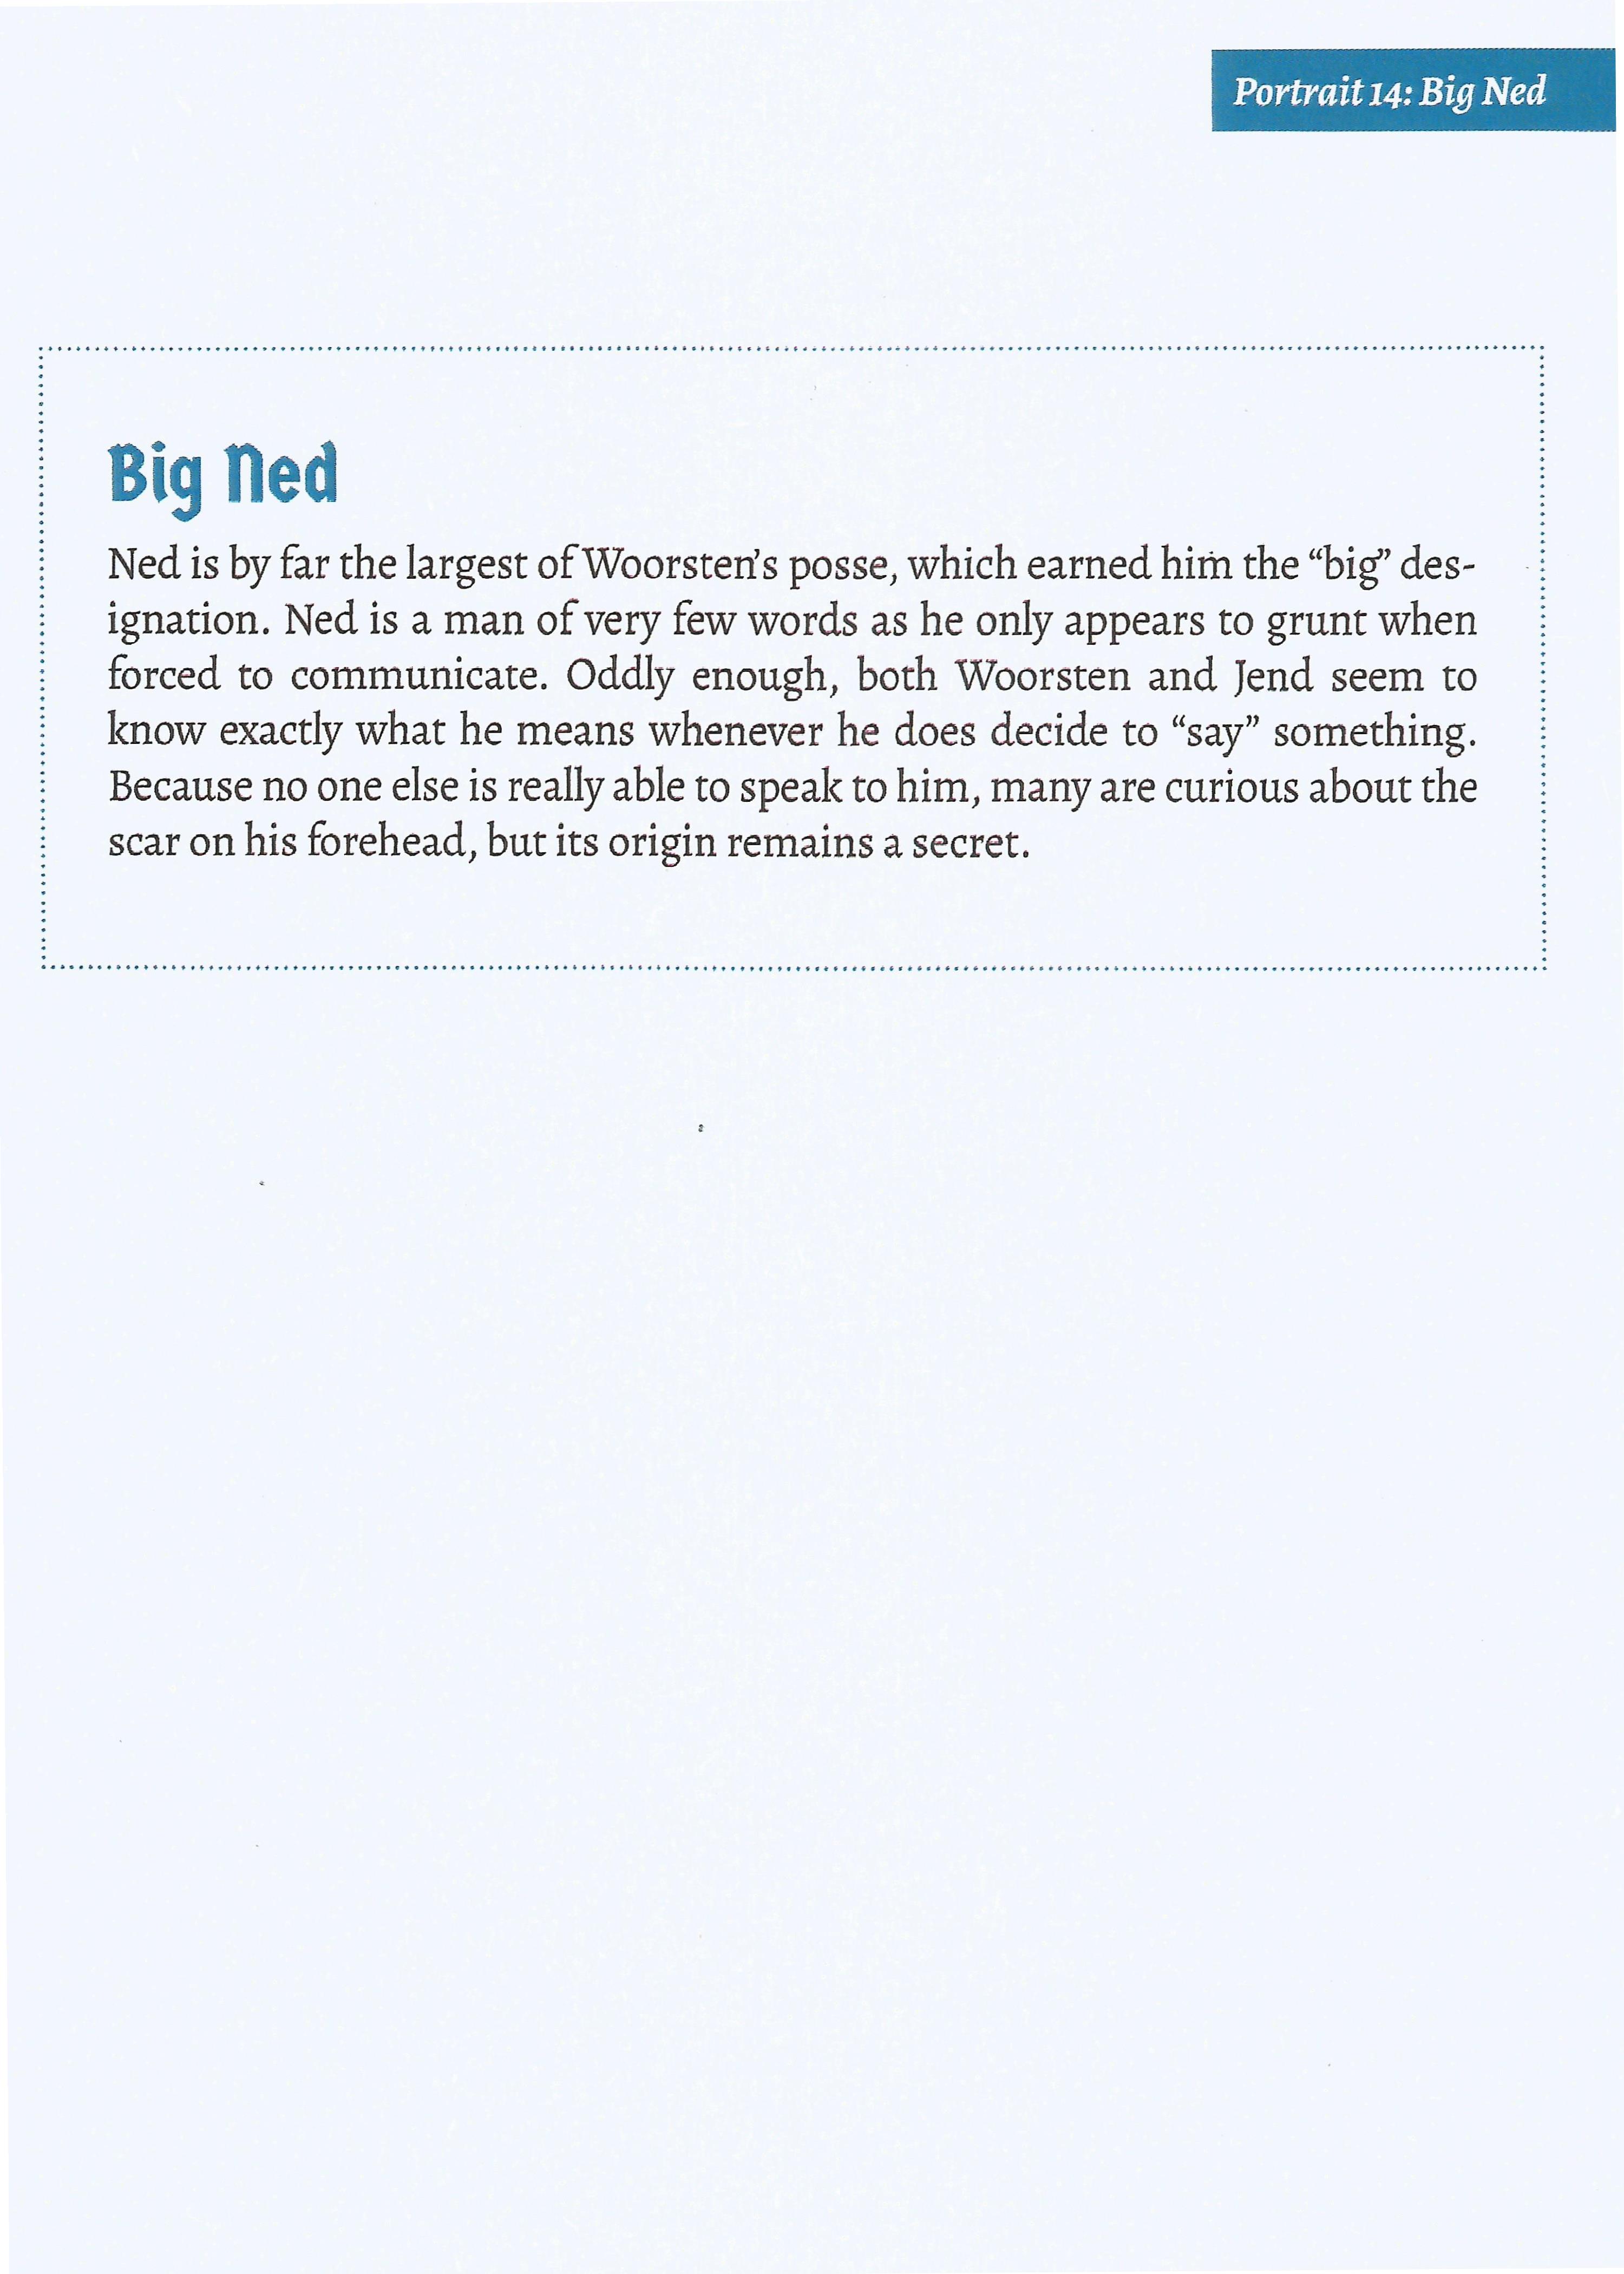 Portrait 14: Big Ned
Big Ned
Ned is by far the largest of Woorsten’s posse, which earned him the “big” des-
ignation. Ned is a man of very few words as he only appears to grunt when
forced to communicate. Oddly enough, both Woorsten and Jend seem to
know exactly what he means whenever he does decide to “say” something.
Because no one else is really able to speak to him, many are curious about the
scar on his forehead, but its origin remains a secret.